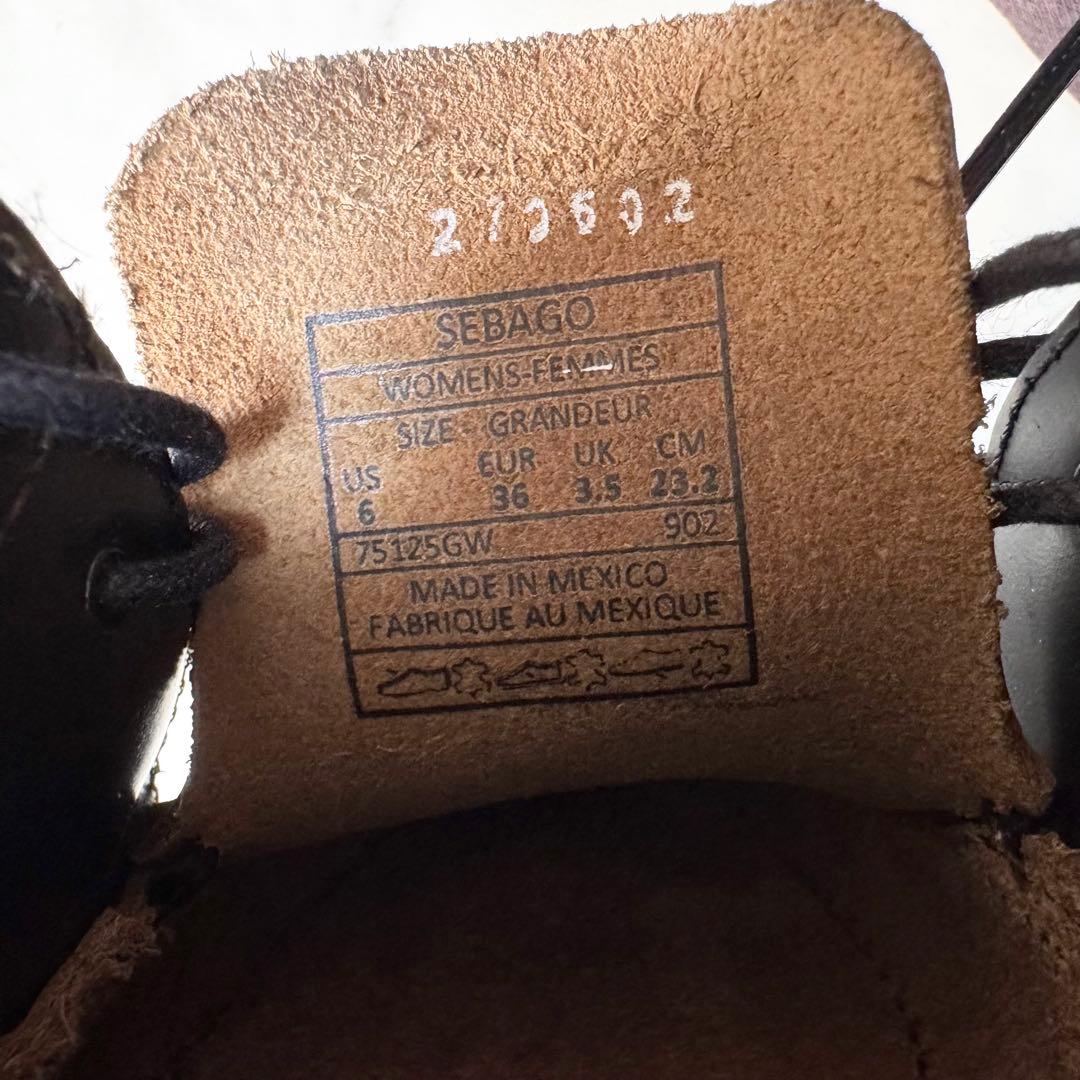 SEBAGO
WOMENS-FEMMES
SIZE - GRANDEUR
US EUR UK CM
6 36 3.5 23.2
75125GW 902
MADE IN MEXICO
FABRIQUE AU MEXIQUE